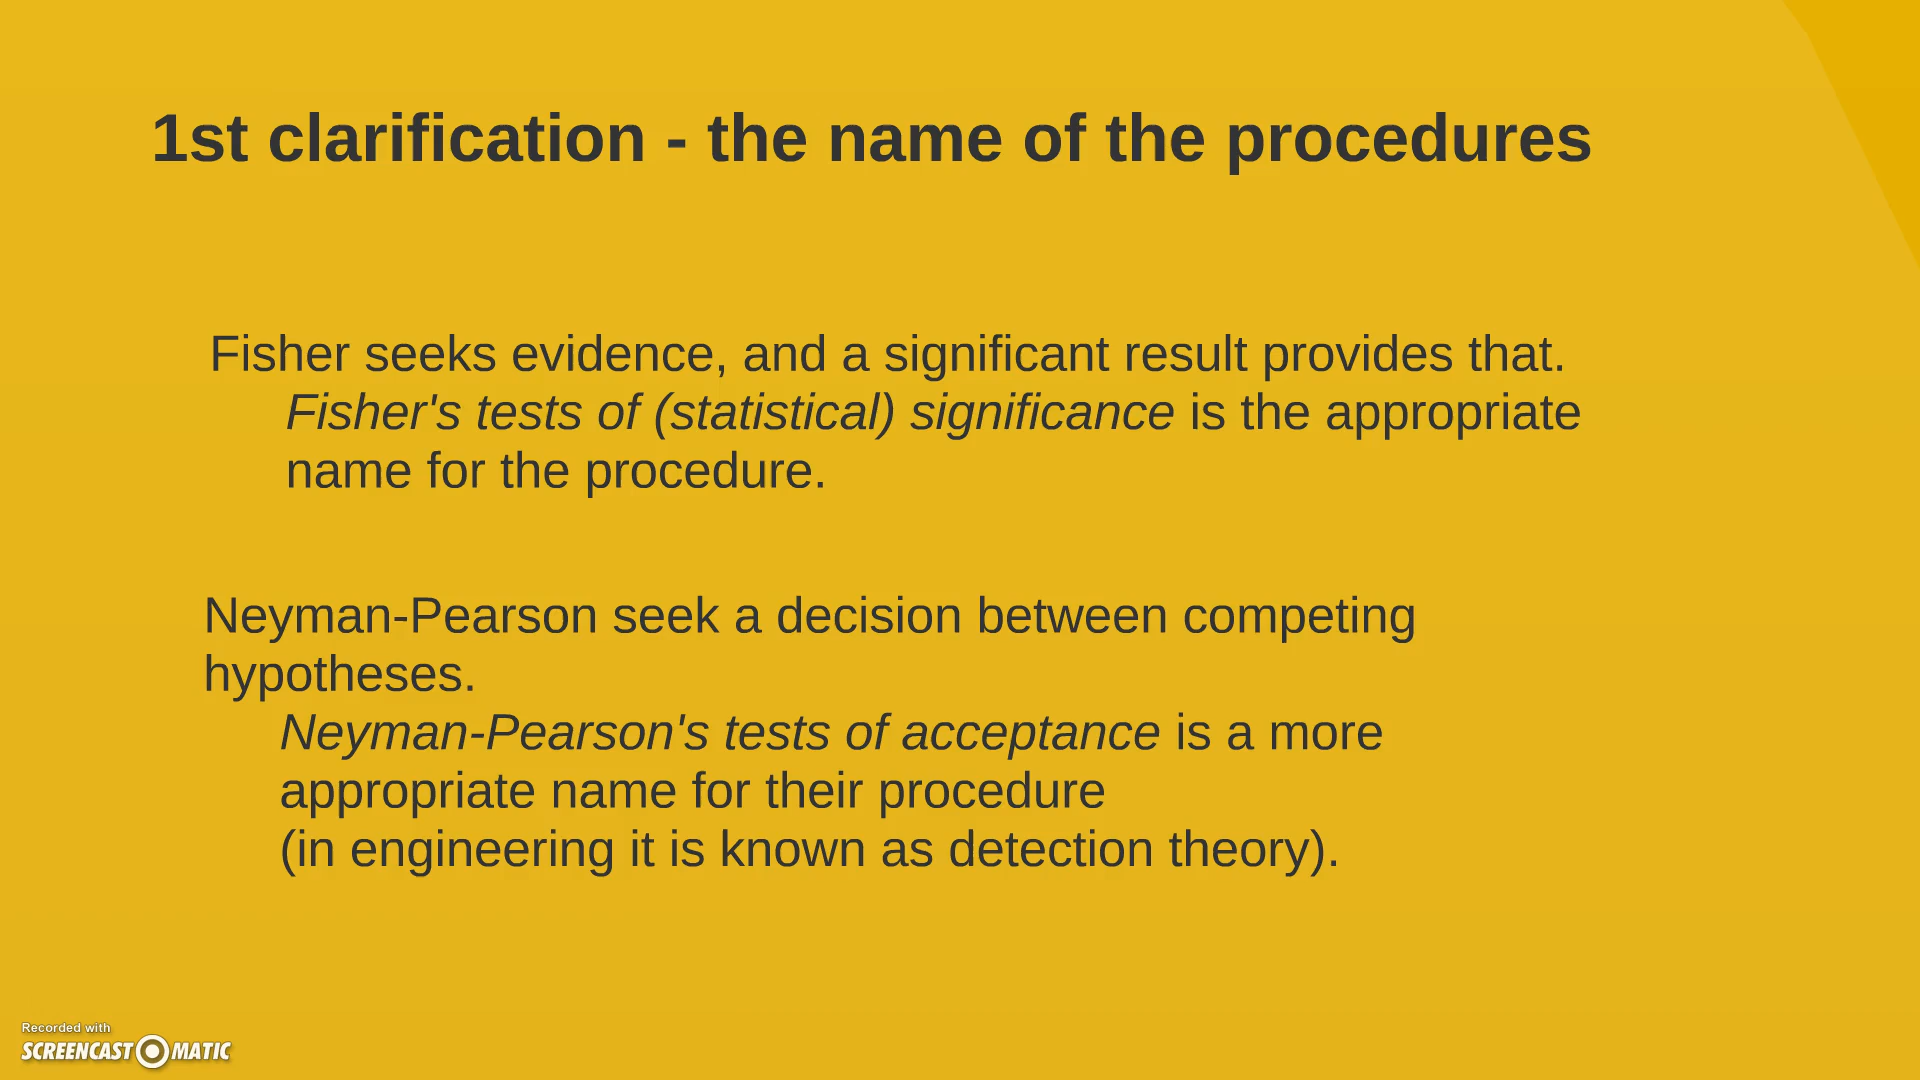 1st clarification - the name of the procedures
Fisher seeks evidence, and a significant result provides that.
Fisher's tests of (statistical) significance is the appropriate
name for the procedure.
Neyman-Pearson seek a decision between competing
hypotheses.
Neyman-Pearson's tests of acceptance is a more
appropriate name for their procedure
(in engineering it is known as detection theory).
Recorded with
SCREENCAST MATIC